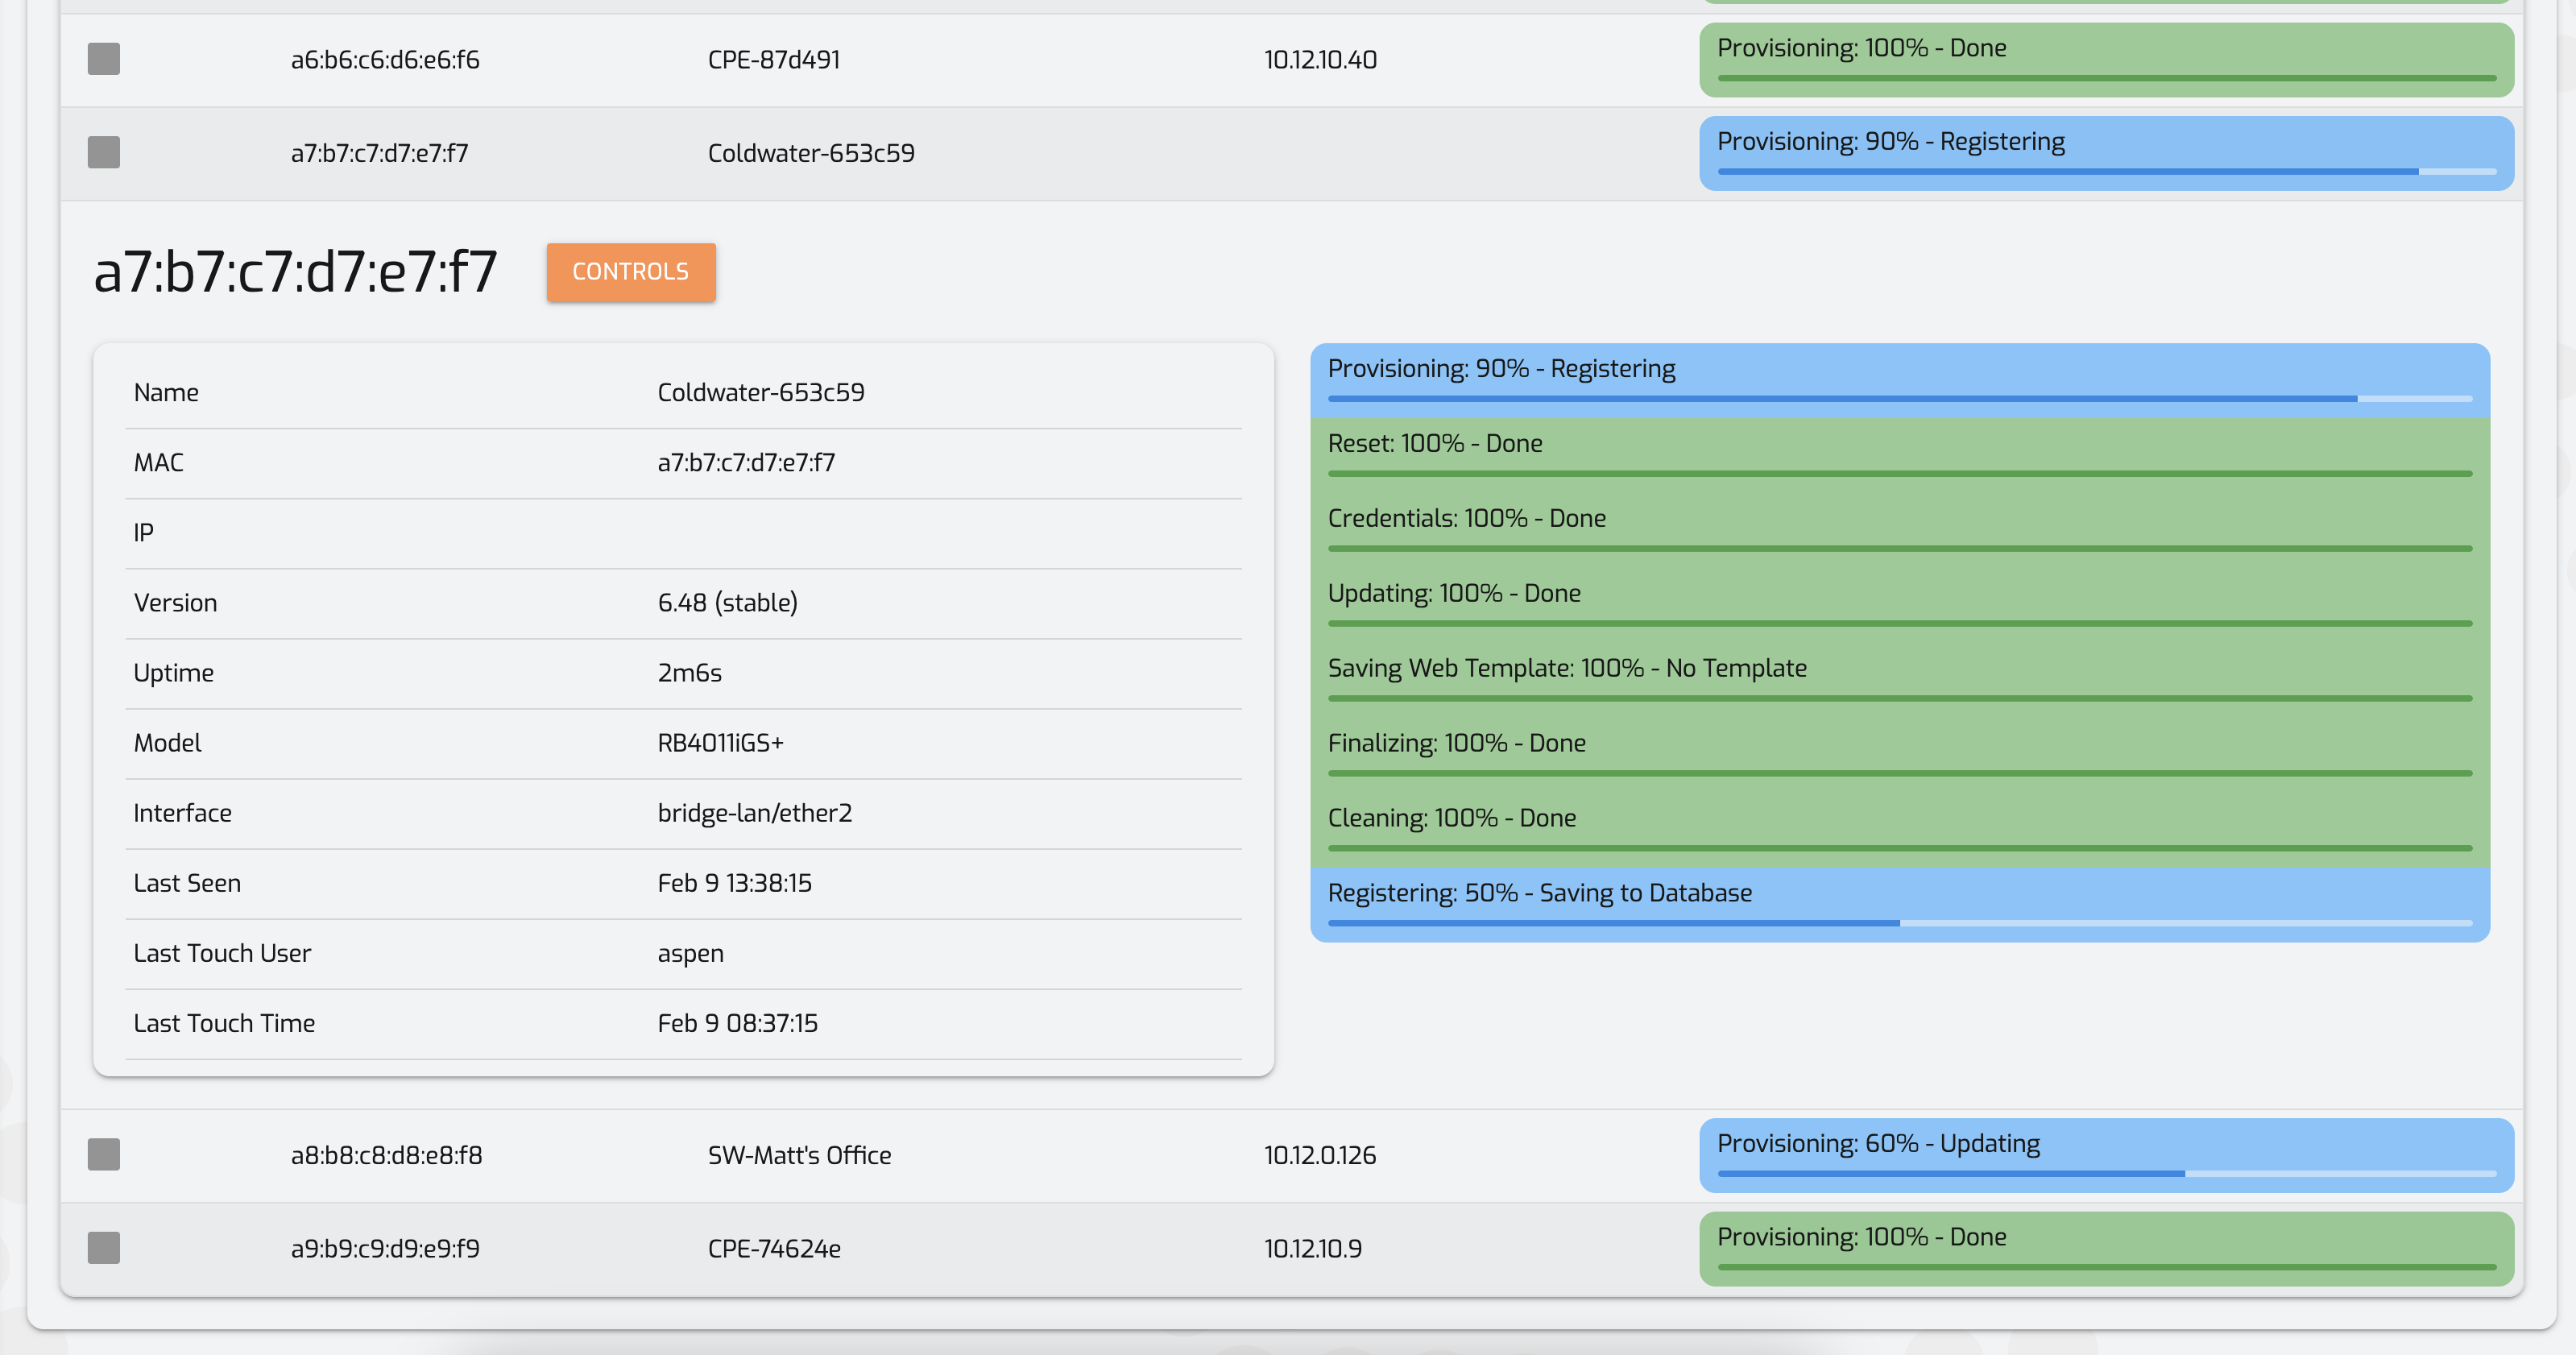 a6:b6:c6:d6:e6:f6 CPE-87d491 10.12.10.40 Provisioning: 100% - Done
a7:b7:c7:d7:e7:f7 Coldwater-653c59 Provisioning: 90% - Registering
a7:b7:c7:d7:e7:f7 CONTROLS
Name Coldwater-653c59
MAC a7:b7:c7:d7:e7:f7
IP
Version 6.48 (stable)
Uptime 2m6s
Model RB4011iGS+
Interface bridge-lan/ether2
Last Seen Feb 9 13:38:15
Last Touch User aspen
Last Touch Time Feb 9 08:37:15
Provisioning: 90% - Registering
Reset: 100% - Done
Credentials: 100% - Done
Updating: 100% - Done
Saving Web Template: 100% - No Template
Finalizing: 100% - Done
Cleaning: 100% - Done
Registering: 50% - Saving to Database
a8:b8:c8:d8:e8:f8 SW-Matt's Office 10.12.0.126 Provisioning: 60% - Updating
a9:b9:c9:d9:e9:f9 CPE-74624e 10.12.10.9 Provisioning: 100% - Done